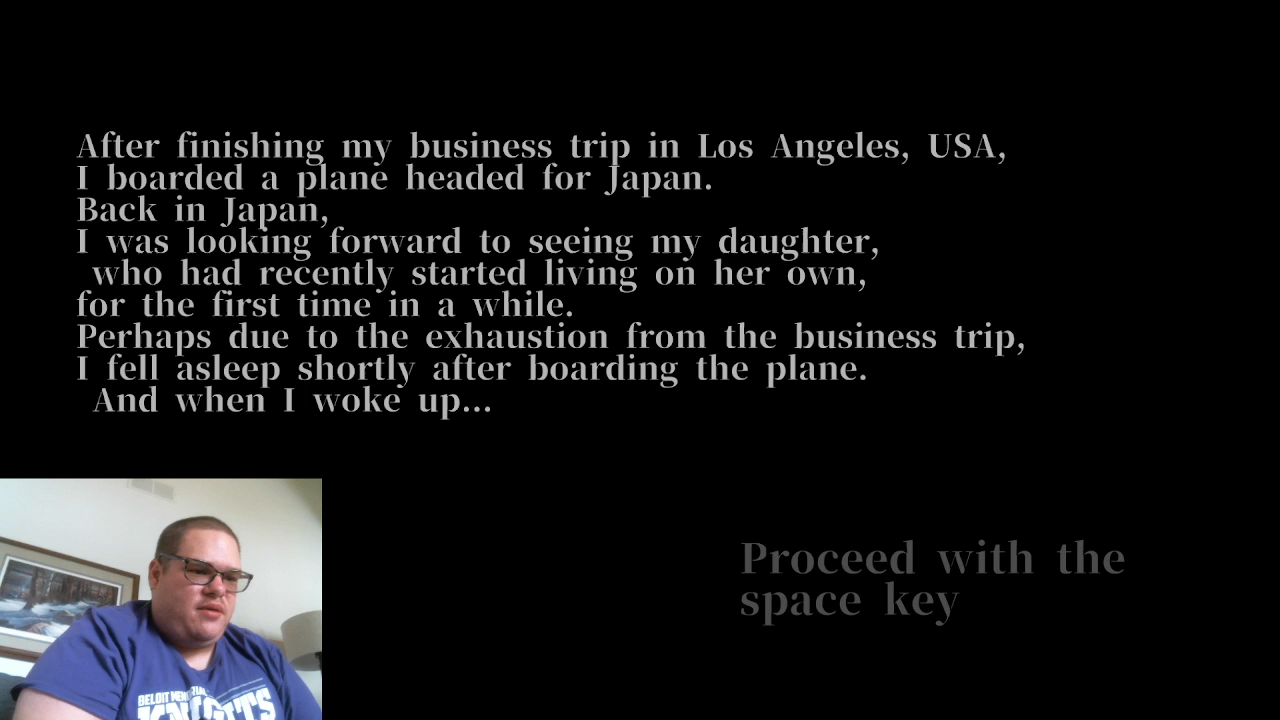 After finishing my business trip in Los Angeles, USA,
I boarded a plane headed for Japan.
Back in Japan,
I was looking forward to seeing my daughter,
who had recently started living on her own,
for the first time in a while.
Perhaps due to the exhaustion from the business trip,
I fell asleep shortly after boarding the plane.
And when I woke up...
Proceed with the
space key
BELOIT
KNIGHTS